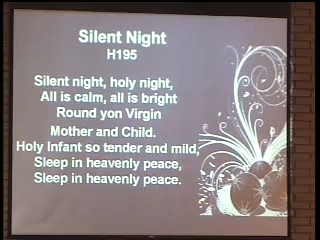 Silent Night
H195
Silent night, holy night,
All is calm, all is bright
Round yon Virgin
Mother and Child.
Holy Infant so tender and mild,
Sleep in heavenly peace,
Sleep in heavenly peace.